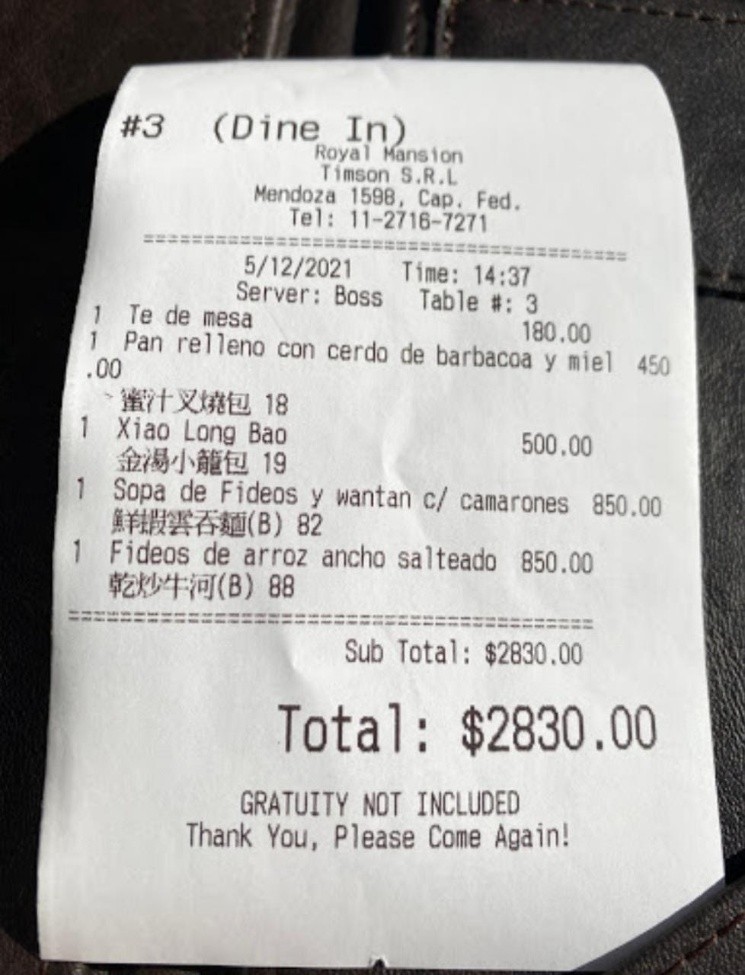 #3 (Dine In)
Royal Mansion
Timson S.R.L
Mendoza 1598, Cap. Fed.
Tel: 11-2716-7271
=========================================
5/12/2021 Time: 14:37
Server: Boss Table #: 3
1 Te de mesa 180.00
1 Pan relleno con cerdo de barbacoa y miel 450
.00
蜜汁叉燒包 18
1 Xiao Long Bao 500.00
金湯小籠包 19
1 Sopa de Fideos y wantan c/ camarones 850.00
鮮蝦雲吞麵(B) 82
1 Fideos de arroz ancho salteado 850.00
乾炒牛河(B) 88
=========================================
Sub Total: $2830.00
Total: $2830.00
GRATUITY NOT INCLUDED
Thank You, Please Come Again!